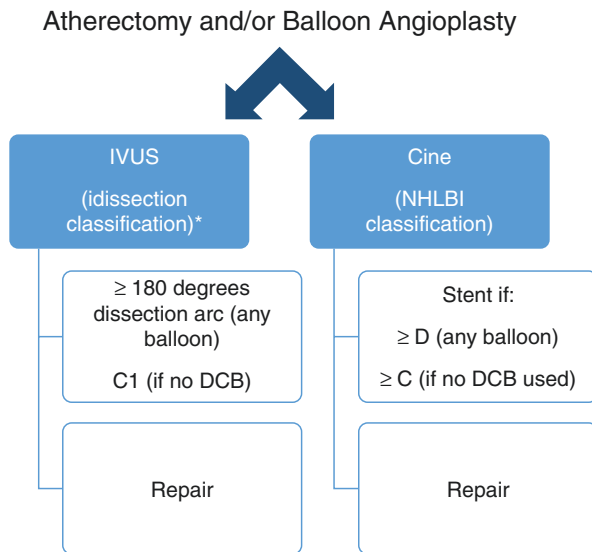 Atherectomy and/or Balloon Angioplasty
IVUS
(idissection
classification)*
≥ 180 degrees
dissection arc (any
balloon)
C1 (if no DCB)
Repair
Cine
(NHLBI
classification)
Stent if:
≥ D (any balloon)
≥ C (if no DCB used)
Repair